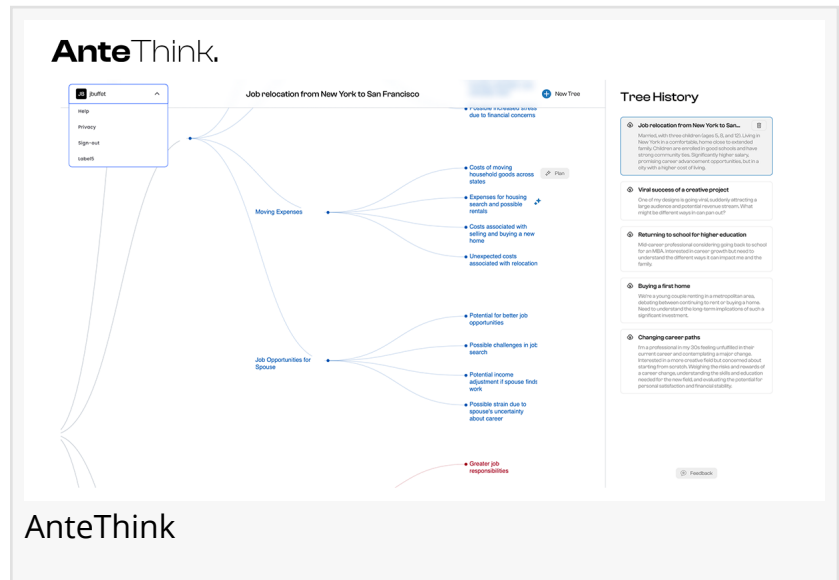 AnteThink.
JB jbuffet
Help
Privacy
Sign-out
Label5
Job relocation from New York to San Francisco
New Tree
Possible increased stress
due to financial concerns
Costs of moving
household goods across
states
Plan
Moving Expenses
Expenses for housing
search and possible
rentals
Costs associated with
selling and buying a new
home
Unexpected costs
associated with relocation
Potential for better job
opportunities
Job Opportunities for
Spouse
Possible challenges in job
search
Potential income
adjustment if spouse finds
work
Possible strain due to
spouse's uncertainty
about career
Greater job
responsibilities
Tree History
Job relocation from New York to San...
Married, with three children (ages 5, 8, and 12). Living in
New York in a comfortable, home close to extended
family. Children are enrolled in good schools and have
strong community ties. Significantly higher salary,
promising career advancement opportunities, but in a
city with a higher cost of living.
Viral success of a creative project
One of my designs is going viral, suddenly attracting a
large audience and potential revenue stream. What
might be different ways in can pan out?
Returning to school for higher education
Mid-career professional considering going back to school
for an MBA. Interested in career growth but need to
understand the different ways it can impact me and the
family.
Buying a first home
We're a young couple renting in a metropolitan area,
debating between continuing to rent or buying a home.
Need to understand the long-term implications of such a
significant investment.
Changing career paths
I'm a professional in my 30s feeling unfulfilled in their
current career and contemplating a major change.
Interested in a more creative field but concerned about
starting from scratch. Weighing the risks and rewards of
a career change, understanding the skills and education
needed for the new field, and evaluating the potential for
personal satisfaction and financial stability.
Feedback
AnteThink